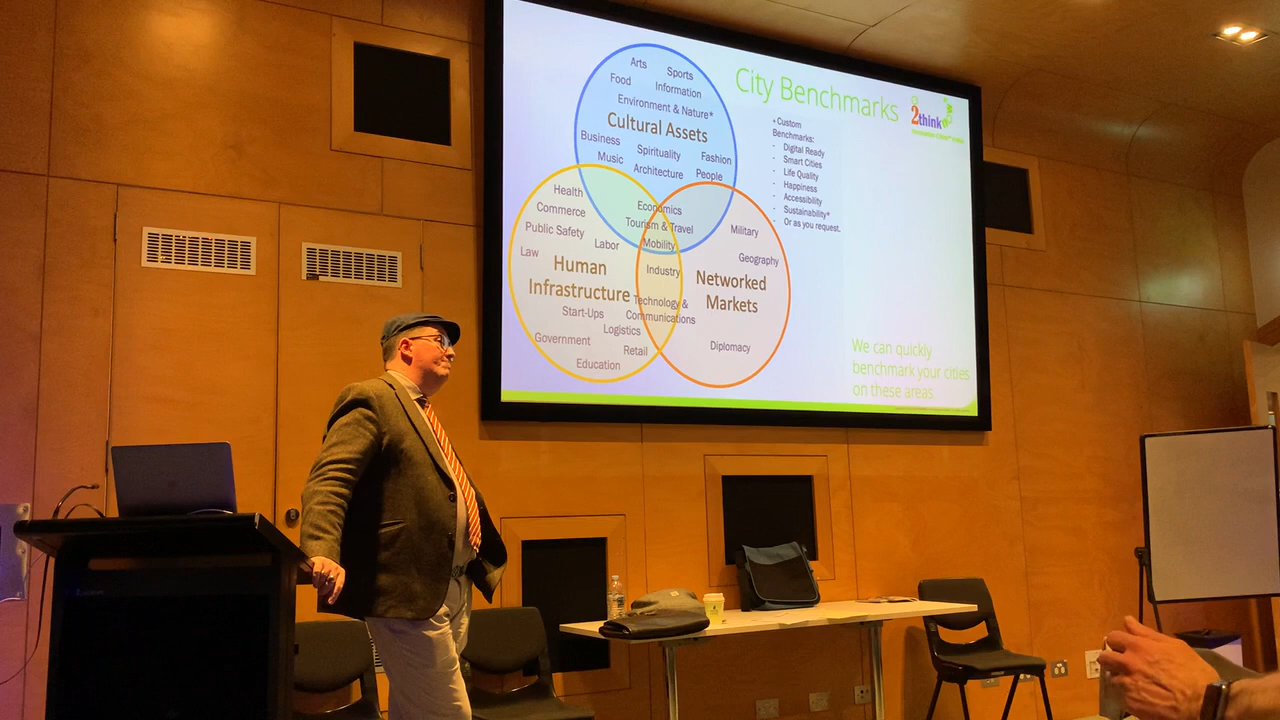 City Benchmarks
2think
Arts Sports
Food Information
Environment & Nature*
Cultural Assets
Business Spirituality Fashion
Music Architecture People
+ Custom
Benchmarks:
- Digital Ready
- Smart Cities
- Life Quality
- Happiness
- Accessibility
- Sustainability*
- Or as you request.
Health
Commerce
Public Safety
Labor
Law
Human
Infrastructure
Start-Ups
Logistics
Government
Retail
Education
Economics
Tourism & Travel
Mobility
Industry
Technology &
Communications
Military
Geography
Networked
Markets
Diplomacy
We can quickly
benchmark your cities
on these areas.